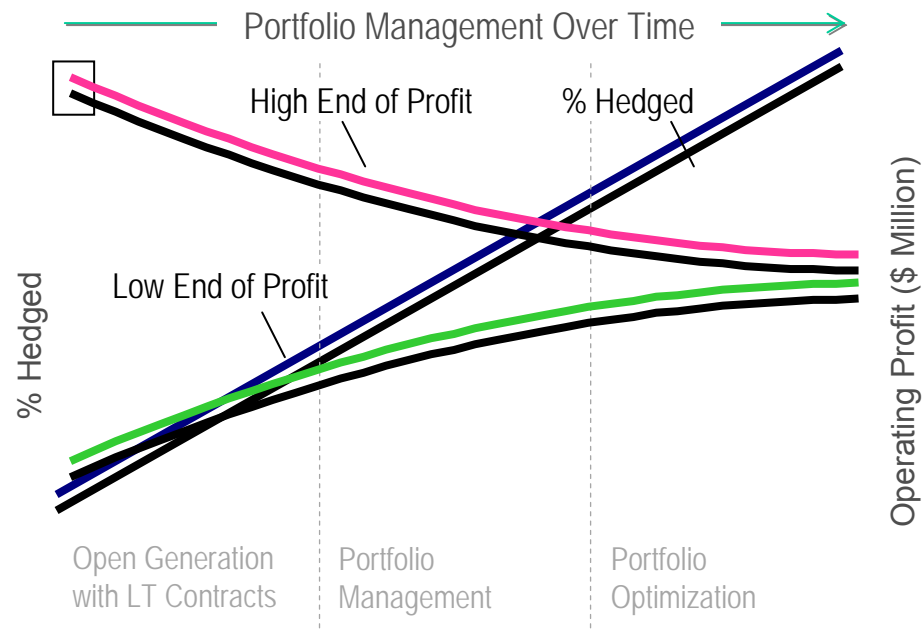 Portfolio Management Over Time
High End of Profit
% Hedged
Low End of Profit
% Hedged
Operating Profit ($ Million)
Open Generation
with LT Contracts
Portfolio
Management
Portfolio
Optimization